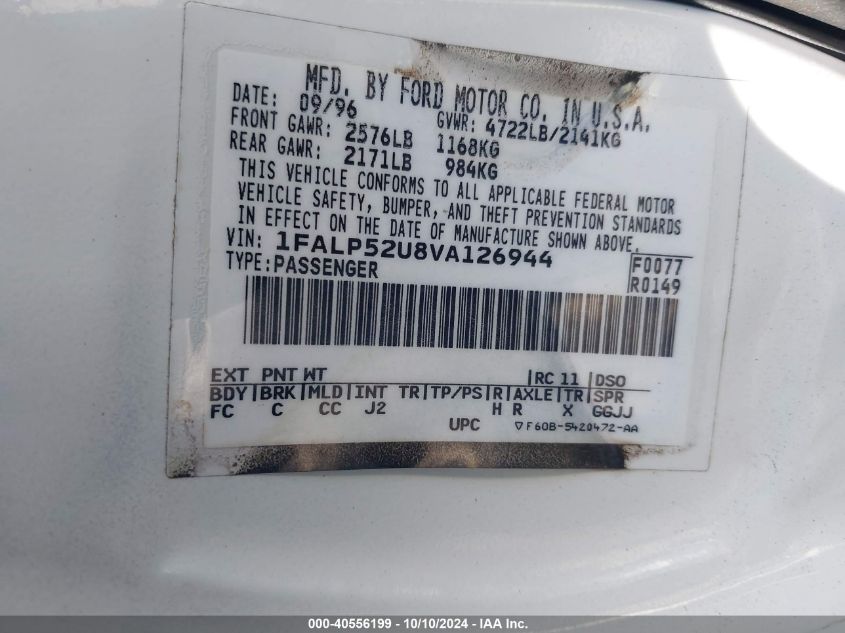 MFD. BY FORD MOTOR CO. IN U.S.A.
DATE: 09/96 GVWR: 4722LB/2141KG
FRONT GAWR: 2576LB 1168KG
REAR GAWR: 2171LB 984KG
THIS VEHICLE CONFORMS TO ALL APPLICABLE FEDERAL MOTOR
VEHICLE SAFETY, BUMPER, AND THEFT PREVENTION STANDARDS
IN EFFECT ON THE DATE OF MANUFACTURE SHOWN ABOVE.
VIN: 1FALP52U8VA126944
TYPE: PASSENGER
F0077
R0149
EXT PNT WT RC 11 DSO
BDY BRK MLD INT TR TP/PS R AXLE TR SPR
FC C CC J2 H R X GGJJ
UPC ▽F60B-5420472-AA
000-40556199 - 10/10/2024 - IAA Inc.